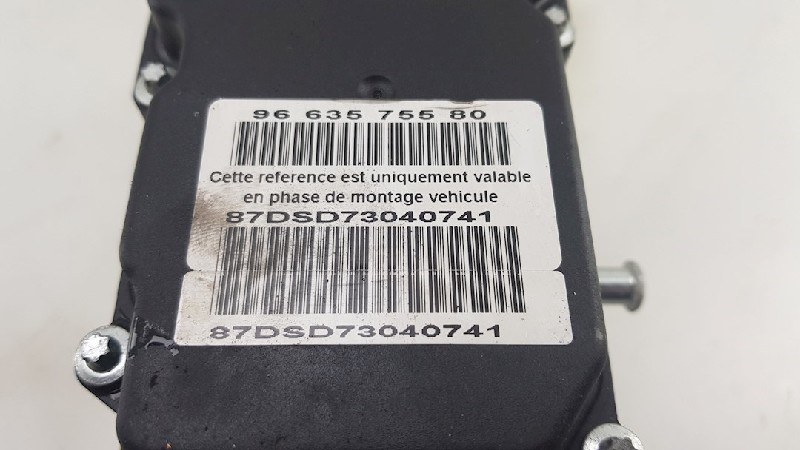 96 635 755 80
Cette reference est uniquement valable
en phase de montage vehicule
87DSD73040741
87DSD73040741